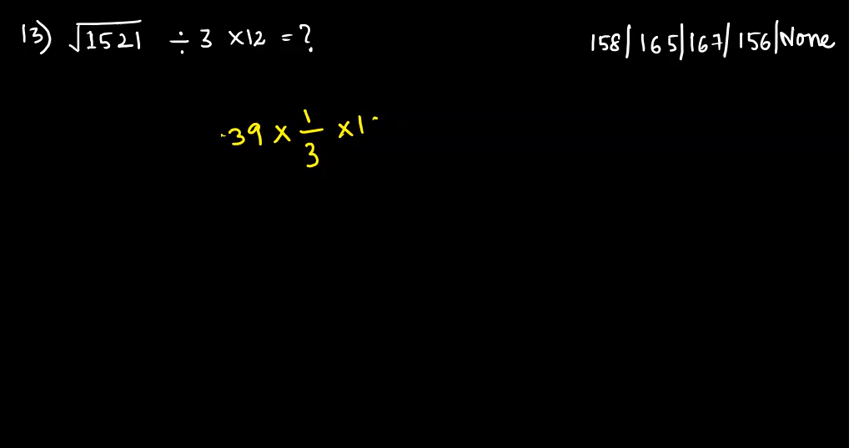 13) √1521 ÷ 3 ×12 = ? 158/ 165/ 167/ 156/ None
39 × 1/3 × 1